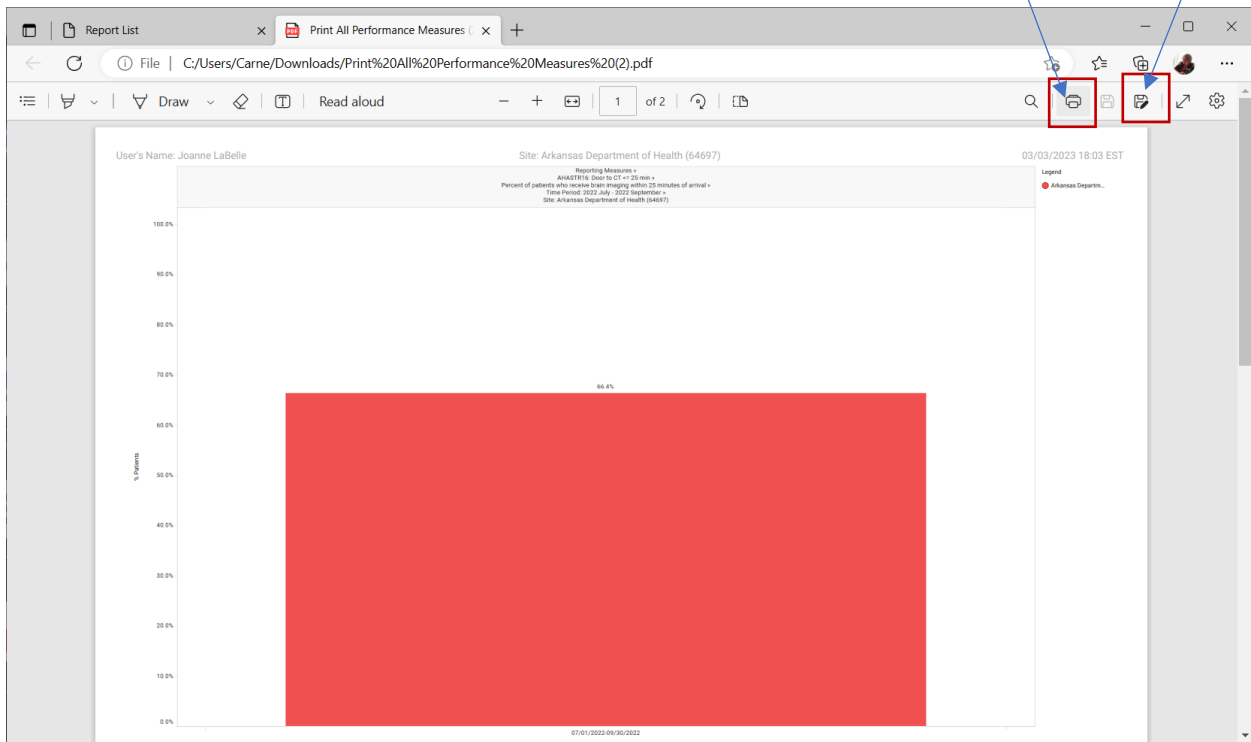 Report List
Print All Performance Measures (
File | C:/Users/Carne/Downloads/Print%20All%20Performance%20Measures%20(2).pdf
Draw
Read aloud
1 of 2
User's Name: Joanne LaBelle
Site: Arkansas Department of Health (64697)
03/03/2023 18:03 EST
Reporting Measures »
AHASTR16: Door to CT <= 25 min »
Percent of patients who receive brain imaging within 25 minutes of arrival »
Time Period: 2022 July - 2022 September »
Site: Arkansas Department of Health (64697)
Legend
Arkansas Departm...
100.0%
90.0%
80.0%
70.0%
66.4%
60.0%
% Patients
50.0%
40.0%
30.0%
20.0%
10.0%
0.0%
07/01/2022-09/30/2022